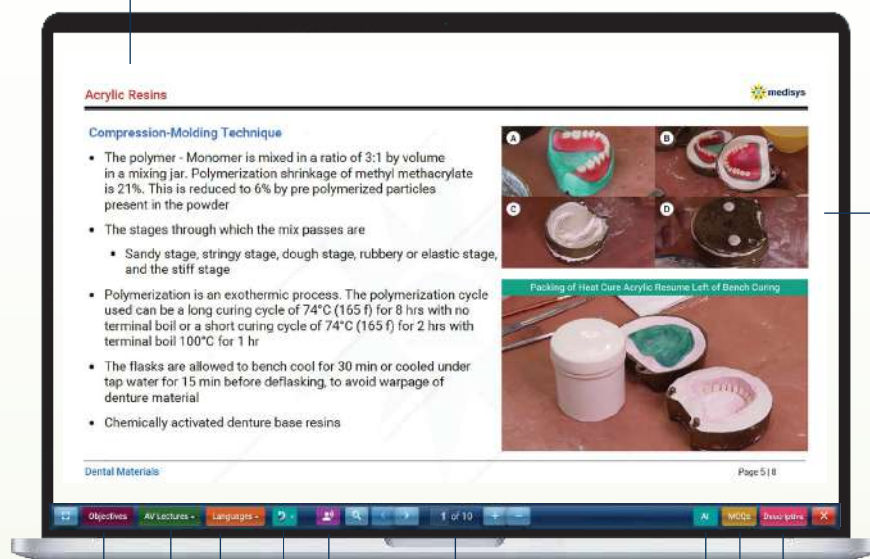 Acrylic Resins
medisys
Compression-Molding Technique
• The polymer - Monomer is mixed in a ratio of 3:1 by volume
in a mixing jar. Polymerization shrinkage of methyl methacrylate
is 21%. This is reduced to 6% by pre polymerized particles
present in the powder
• The stages through which the mix passes are
▪ Sandy stage, stringy stage, dough stage, rubbery or elastic stage,
and the stiff stage
• Polymerization is an exothermic process. The polymerization cycle
used can be a long curing cycle of 74°C (165 f) for 8 hrs with no
terminal boil or a short curing cycle of 74°C (165 f) for 2 hrs with
terminal boil 100°C for 1 hr
• The flasks are allowed to bench cool for 30 min or cooled under
tap water for 15 min before deflasking, to avoid warpage of
denture material
• Chemically activated denture base resins
A
B
C
D
Packing of Heat Cure Acrylic Resume Left of Bench Curing
Dental Materials
Page 5 | 8
Objectives
AV Lectures
Languages
1 of 10
AI
MCQs
Descriptive